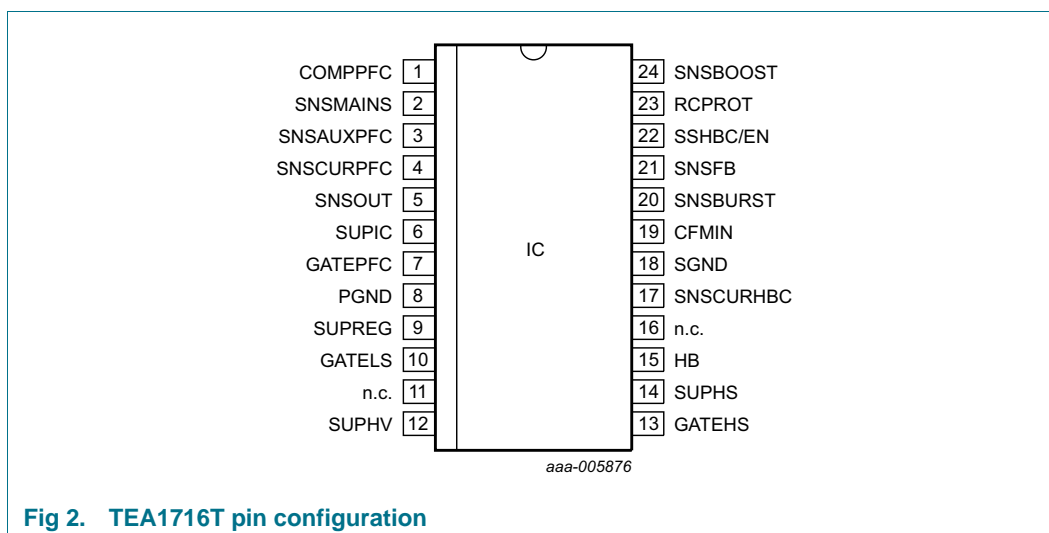 COMPPFC 1
SNSMAINS 2
SNSAUXPFC 3
SNSCURPFC 4
SNSOUT 5
SUPIC 6
GATEPFC 7
PGND 8
SUPREG 9
GATELS 10
n.c. 11
SUPHV 12
IC
24 SNSBOOST
23 RCPROT
22 SSHBC/EN
21 SNSFB
20 SNSBURST
19 CFMIN
18 SGND
17 SNSCURHBC
16 n.c.
15 HB
14 SUPHS
13 GATEHS
aaa-005876
Fig 2. TEA1716T pin configuration